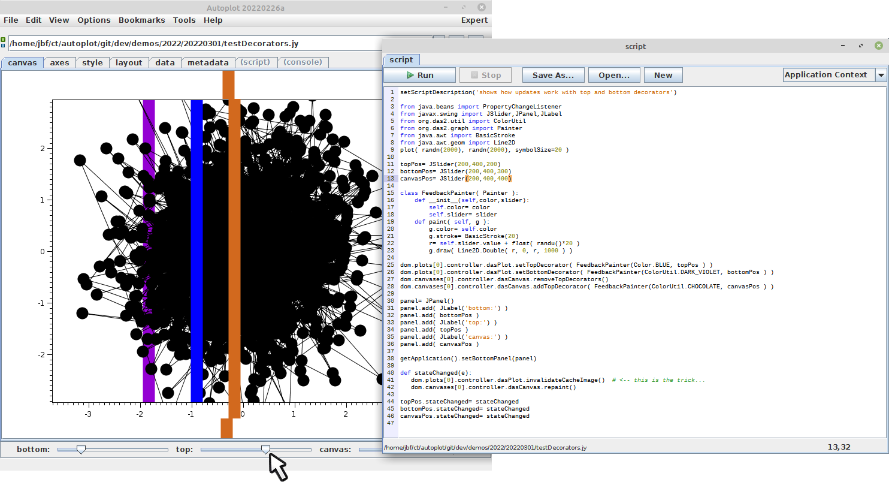 Autoplot 20220226a
File Edit View Options Bookmarks Tools Help Expert
/home/jbf/ct/autoplot/git/dev/demos/2022/20220301/testDecorators.jy
canvas axes style layout data metadata (script) (console)
2
1
0
-1
-2
-3 -2 -1 0 1 2
bottom: top: canvas:
script
script
Run Stop Save As... Open... New Application Context
1 setScriptDescription('shows how updates work with top and bottom decorators')
2
3 from java.beans import PropertyChangeListener
4 from javax.swing import JSlider,JPanel,JLabel
5 from org.das2.util import ColorUtil
6 from org.das2.graph import Painter
7 from java.awt import BasicStroke
8 from java.awt.geom import Line2D
9 plot( randn(2000), randn(2000), symbolSize=20 )
10
11 topPos= JSlider(200,400,200)
12 bottomPos= JSlider(200,400,300)
13 canvasPos= JSlider(200,400,400)
14
15 class FeedbackPainter( Painter ):
16 def __init__(self,color,slider):
17 self.color= color
18 self.slider= slider
19 def paint( self, g ):
20 g.color= self.color
21 g.stroke= BasicStroke(20)
22 r= self.slider.value + float( randu()*20 )
23 g.draw( Line2D.Double( r, 0, r, 1000 ) )
24
25 dom.plots[0].controller.dasPlot.setTopDecorator( FeedbackPainter(Color.BLUE, topPos ) )
26 dom.plots[0].controller.dasPlot.setBottomDecorator( FeedbackPainter(ColorUtil.DARK_VIOLET, bottomPos ) )
27 dom.canvases[0].controller.dasCanvas.removeTopDecorators()
28 dom.canvases[0].controller.dasCanvas.addTopDecorator( FeedbackPainter(ColorUtil.CHOCOLATE, canvasPos ) )
29
30 panel= JPanel()
31 panel.add( JLabel('bottom:') )
32 panel.add( bottomPos )
33 panel.add( JLabel('top:') )
34 panel.add( topPos )
35 panel.add( JLabel('canvas:') )
36 panel.add( canvasPos )
37
38 getApplication().setBottomPanel(panel)
39
40 def stateChanged(e):
41 dom.plots[0].controller.dasPlot.invalidateCacheImage() # <-- this is the trick...
42 dom.canvases[0].controller.dasCanvas.repaint()
43
44 topPos.stateChanged= stateChanged
45 bottomPos.stateChanged= stateChanged
46 canvasPos.stateChanged= stateChanged
47
/home/jbf/ct/autoplot/git/dev/demos/2022/20220301/testDecorators.jy 13,32